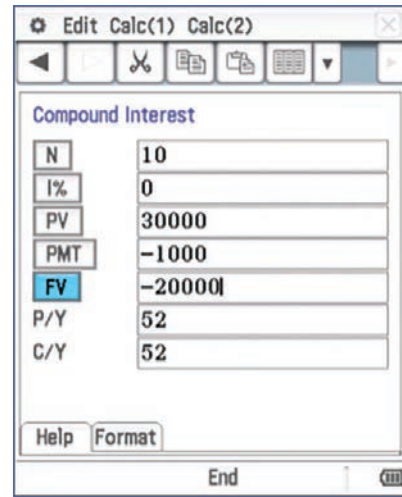 Edit Calc(1) Calc(2)
Compound Interest
N 10
I% 0
PV 30000
PMT -1000
FV -20000
P/Y 52
C/Y 52
Help Format
End